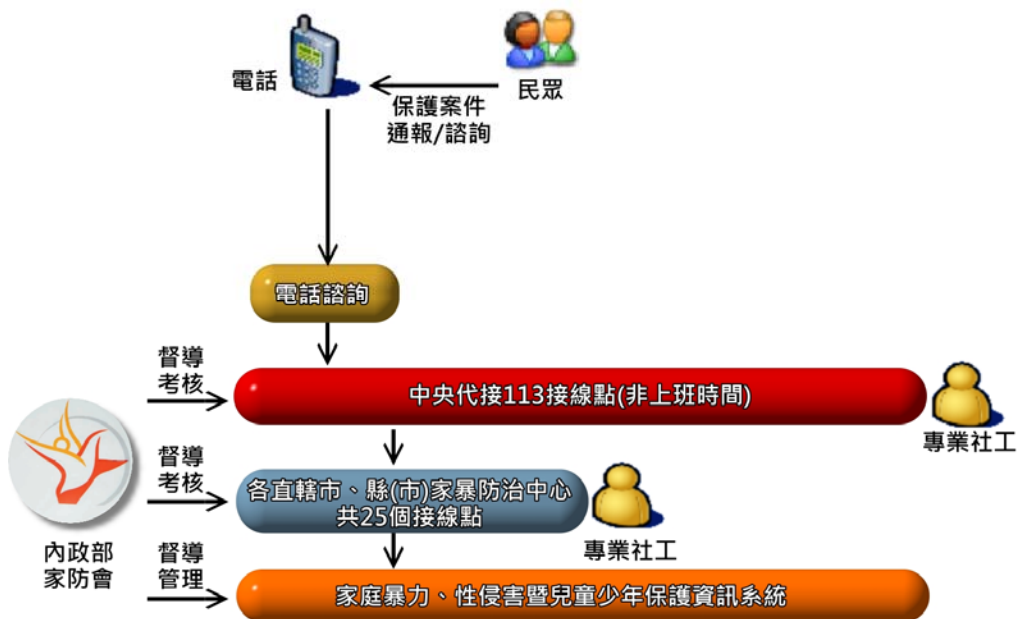 電話
民眾
保護案件
通報/諮詢
電話諮詢
督導
考核
中央代接113接線點(非上班時間)
專業社工
督導
考核
各直轄市、縣(市)家暴防治中心
共25個接線點
專業社工
內政部
家防會
督導
管理
家庭暴力、性侵害暨兒童少年保護資訊系統